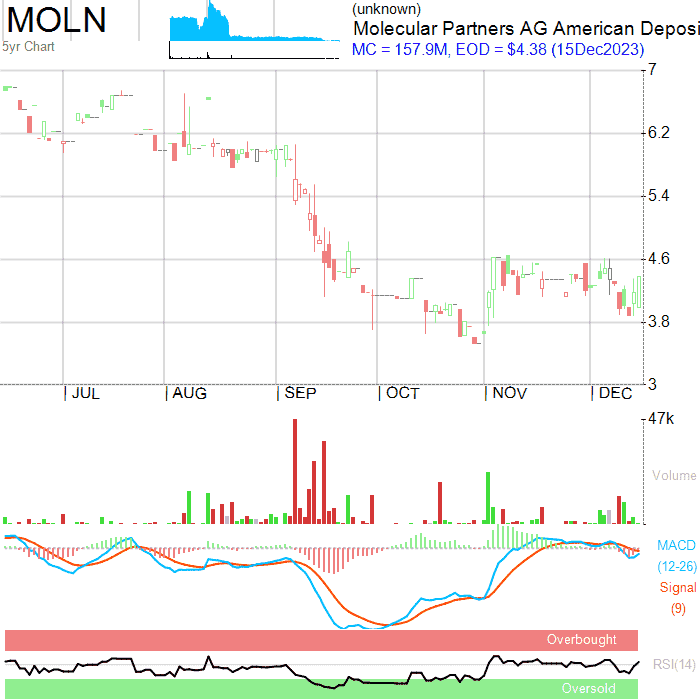 MOLN
5yr Chart
(unknown)
Molecular Partners AG American Deposi
MC = 157.9M, EOD = $4.38 (15Dec2023)
7
6.2
5.4
4.6
3.8
3
JUL AUG SEP OCT NOV DEC
47k
Volume
MACD
(12-26)
Signal
(9)
Overbought
RSI(14)
Oversold